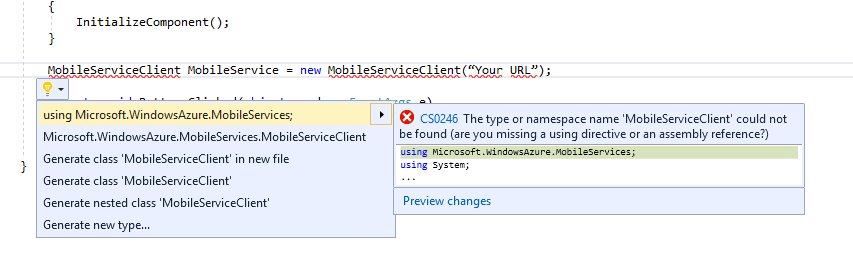 {
InitializeComponent();
}
MobileServiceClient MobileService = new MobileServiceClient(“Your URL”);
using Microsoft.WindowsAzure.MobileServices;
Microsoft.WindowsAzure.MobileServices.MobileServiceClient
Generate class 'MobileServiceClient' in new file
Generate class 'MobileServiceClient'
Generate nested class 'MobileServiceClient'
Generate new type...
CS0246 The type or namespace name 'MobileServiceClient' could not
be found (are you missing a using directive or an assembly reference?)
using Microsoft.WindowsAzure.MobileServices;
using System;
...
Preview changes
}